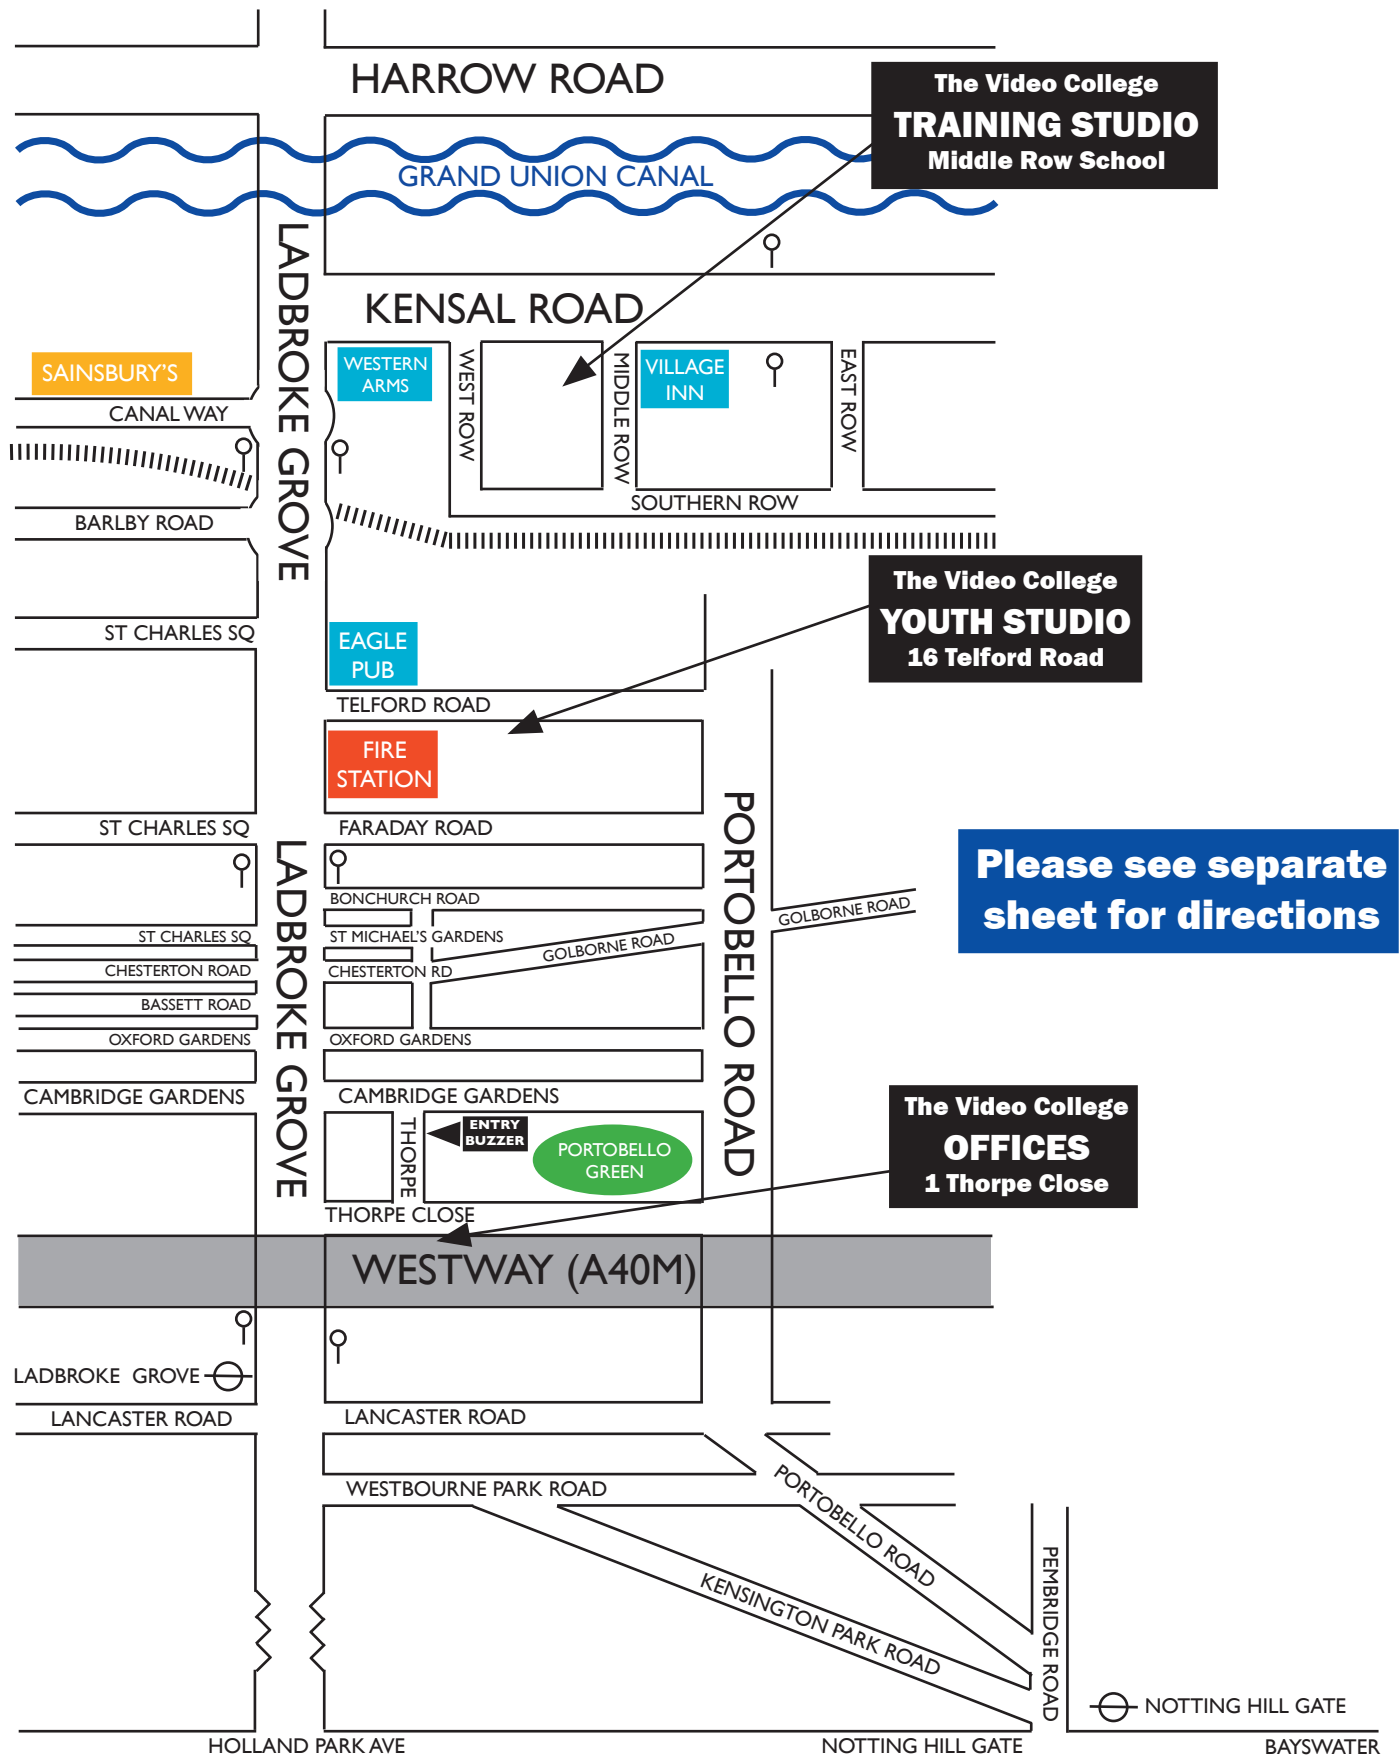 HARROW ROAD
The Video College
TRAINING STUDIO
Middle Row School
GRAND UNION CANAL
LADBROKE GROVE
KENSAL ROAD
SAINSBURY'S
WESTERN
ARMS
WEST ROW
MIDDLE ROW
VILLAGE
INN
EAST ROW
CANAL WAY
SOUTHERN ROW
BARLBY ROAD
The Video College
YOUTH STUDIO
16 Telford Road
ST CHARLES SQ
EAGLE
PUB
TELFORD ROAD
FIRE
STATION
PORTOBELLO ROAD
ST CHARLES SQ
FARADAY ROAD
LADBROKE GROVE
Please see separate
sheet for directions
BONCHURCH ROAD
GOLBORNE ROAD
ST CHARLES SQ
ST MICHAEL'S GARDENS
GOLBORNE ROAD
CHESTERTON ROAD
CHESTERTON RD
BASSETT ROAD
OXFORD GARDENS
OXFORD GARDENS
CAMBRIDGE GARDENS
CAMBRIDGE GARDENS
The Video College
OFFICES
1 Thorpe Close
THORPE
ENTRY
BUZZER
PORTOBELLO
GREEN
THORPE CLOSE
WESTWAY (A40M)
LADBROKE GROVE
LANCASTER ROAD
LANCASTER ROAD
WESTBOURNE PARK ROAD
PORTOBELLO ROAD
KENSINGTON PARK ROAD
PEMBRIDGE ROAD
NOTTING HILL GATE
HOLLAND PARK AVE
NOTTING HILL GATE
BAYSWATER